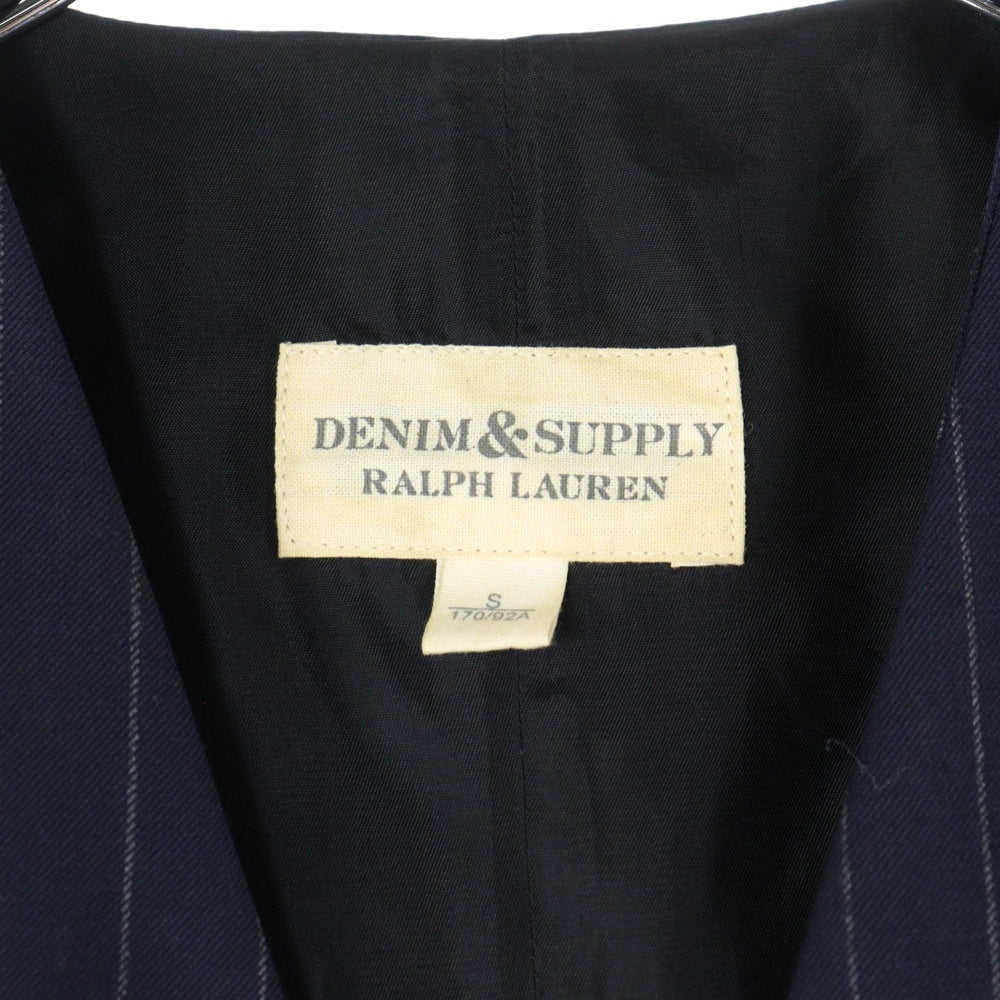 DENIM & SUPPLY
RALPH LAUREN
S
170/92A